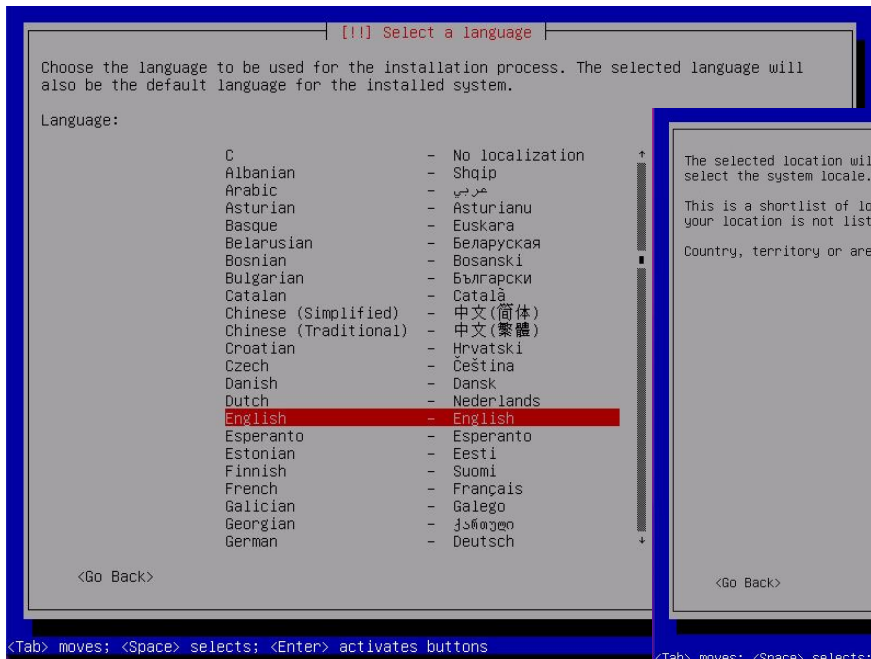 [!!] Select a language
Choose the language to be used for the installation process. The selected language will
also be the default language for the installed system.
Language:
C - No localization
Albanian - Shqip
Arabic - عربي
Asturian - Asturianu
Basque - Euskara
Belarusian - Беларуская
Bosnian - Bosanski
Bulgarian - Български
Catalan - Català
Chinese (Simplified) - 中文(简体)
Chinese (Traditional) - 中文(繁體)
Croatian - Hrvatski
Czech - Čeština
Danish - Dansk
Dutch - Nederlands
English - English
Esperanto - Esperanto
Estonian - Eesti
Finnish - Suomi
French - Français
Galician - Galego
Georgian - ქართული
German - Deutsch
<Go Back>
<Tab> moves; <Space> selects; <Enter> activates buttons
The selected location wil
select the system locale.
This is a shortlist of lo
your location is not list
Country, territory or are
<Go Back>
<Tab> moves; <Space> selects;